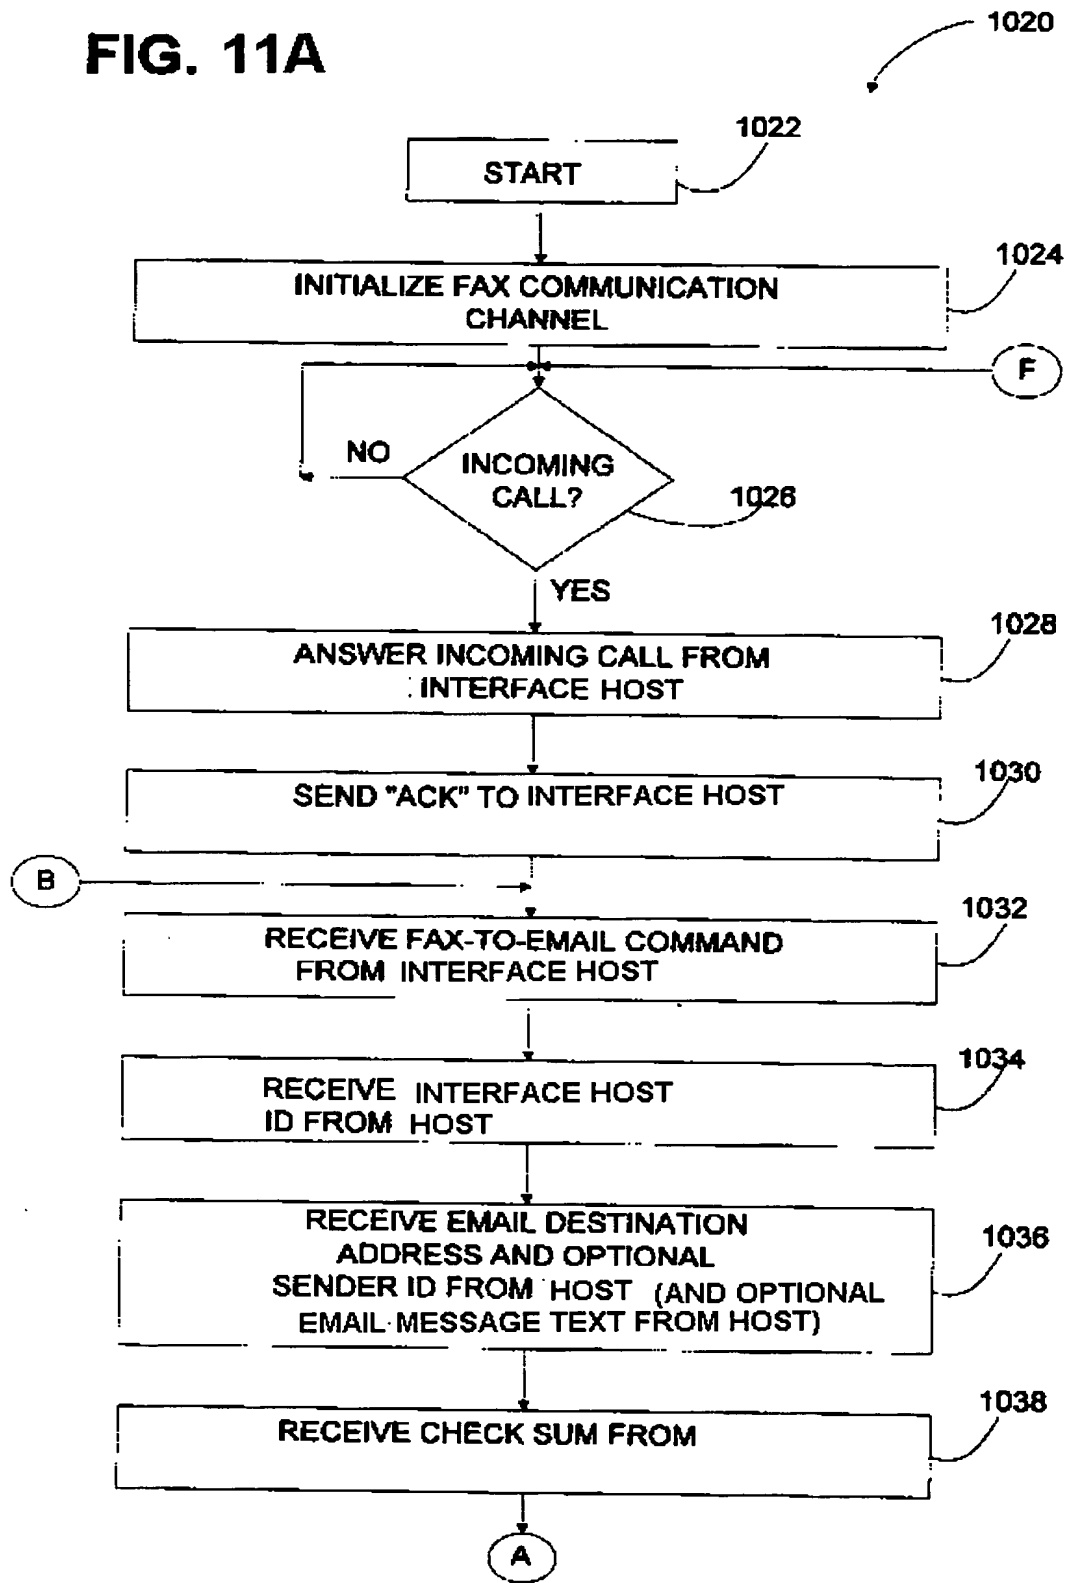 FIG. 11A
1020
1022
START
1024
INITIALIZE FAX COMMUNICATION
CHANNEL
F
NO
INCOMING
CALL?
1026
YES
1028
ANSWER INCOMING CALL FROM
INTERFACE HOST
1030
SEND "ACK" TO INTERFACE HOST
B
1032
RECEIVE FAX-TO-EMAIL COMMAND
FROM INTERFACE HOST
1034
RECEIVE INTERFACE HOST
ID FROM HOST
1036
RECEIVE EMAIL DESTINATION
ADDRESS AND OPTIONAL
SENDER ID FROM HOST (AND OPTIONAL
EMAIL MESSAGE TEXT FROM HOST)
1038
RECEIVE CHECK SUM FROM
A